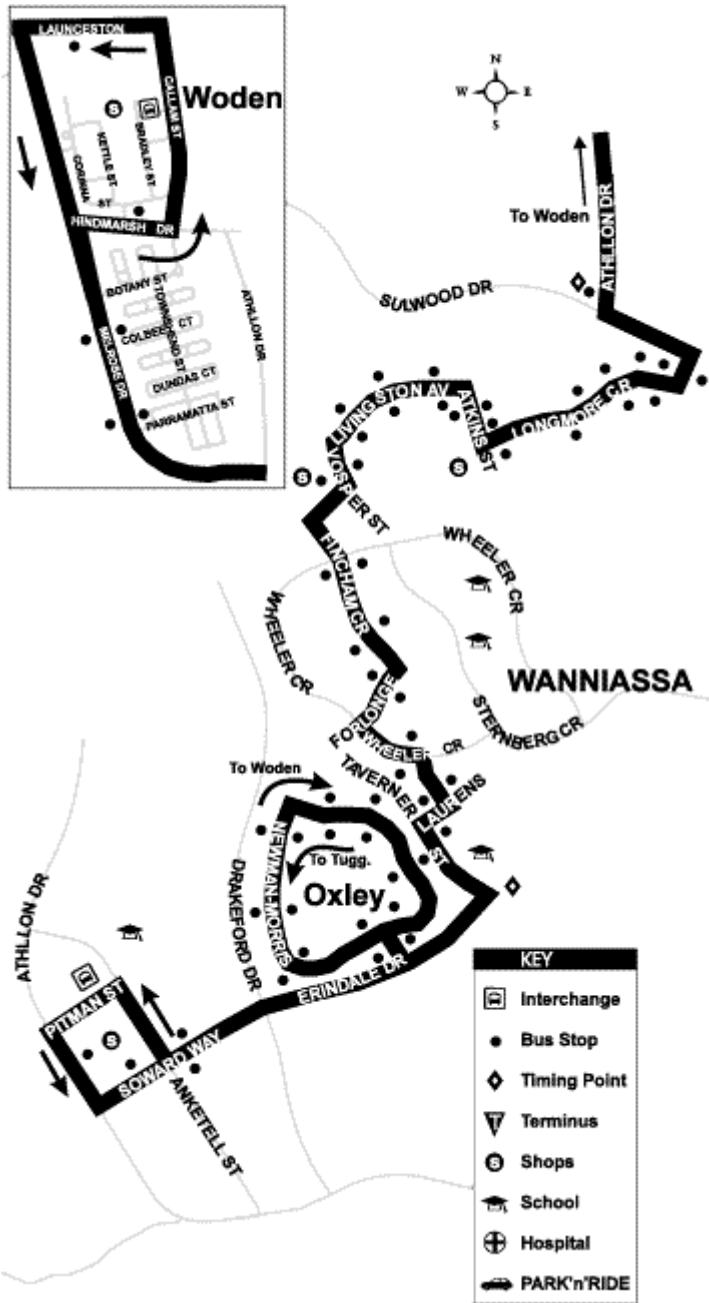 LAUNCESTON
Woden
S
CALLAM ST
BRADLEY ST
KETTLE ST
CORINNA ST
HINDMARSH DR
BOTANY ST
TOWNSHEND ST
COLBEE CT
ATHLLON DR
MELROSE DR
DUNDAS CT
PARRAMATTA ST
N
W E
S
To Woden
ATHLLON DR
SULWOOD DR
LIVINGSTON AV
ATKINS ST
LONGMORE CR
S
VOSPER ST
S
FINCHAM CR
WHEELER CR
WHEELER CR
WANNIASSA
STERNBERG CR
FORLONGE
WHEELER CR
TAVERNER ST
LAURENS
To Woden
NEWMAN-MORRIS
To Tugg.
Oxley
DRAKEFORD DR
ERINDALE DR
ATHLLON DR
PITMAN ST
S
SOWARD WAY
ANKETELL ST
KEY
Interchange
Bus Stop
Timing Point
T Terminus
S Shops
School
Hospital
PARK'n'RIDE